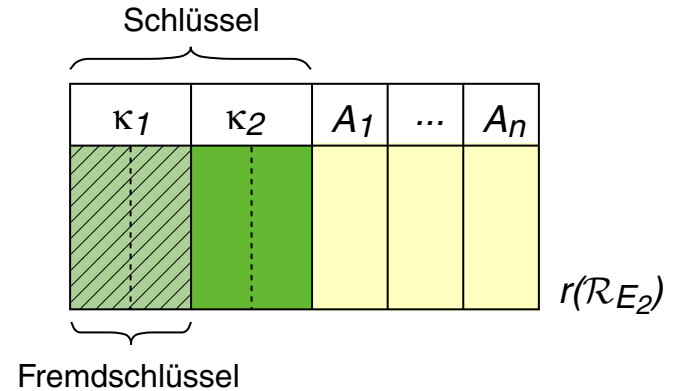 Schlüssel
κ1 κ2 A1 ... An
r(ℛE2)
Fremdschlüssel